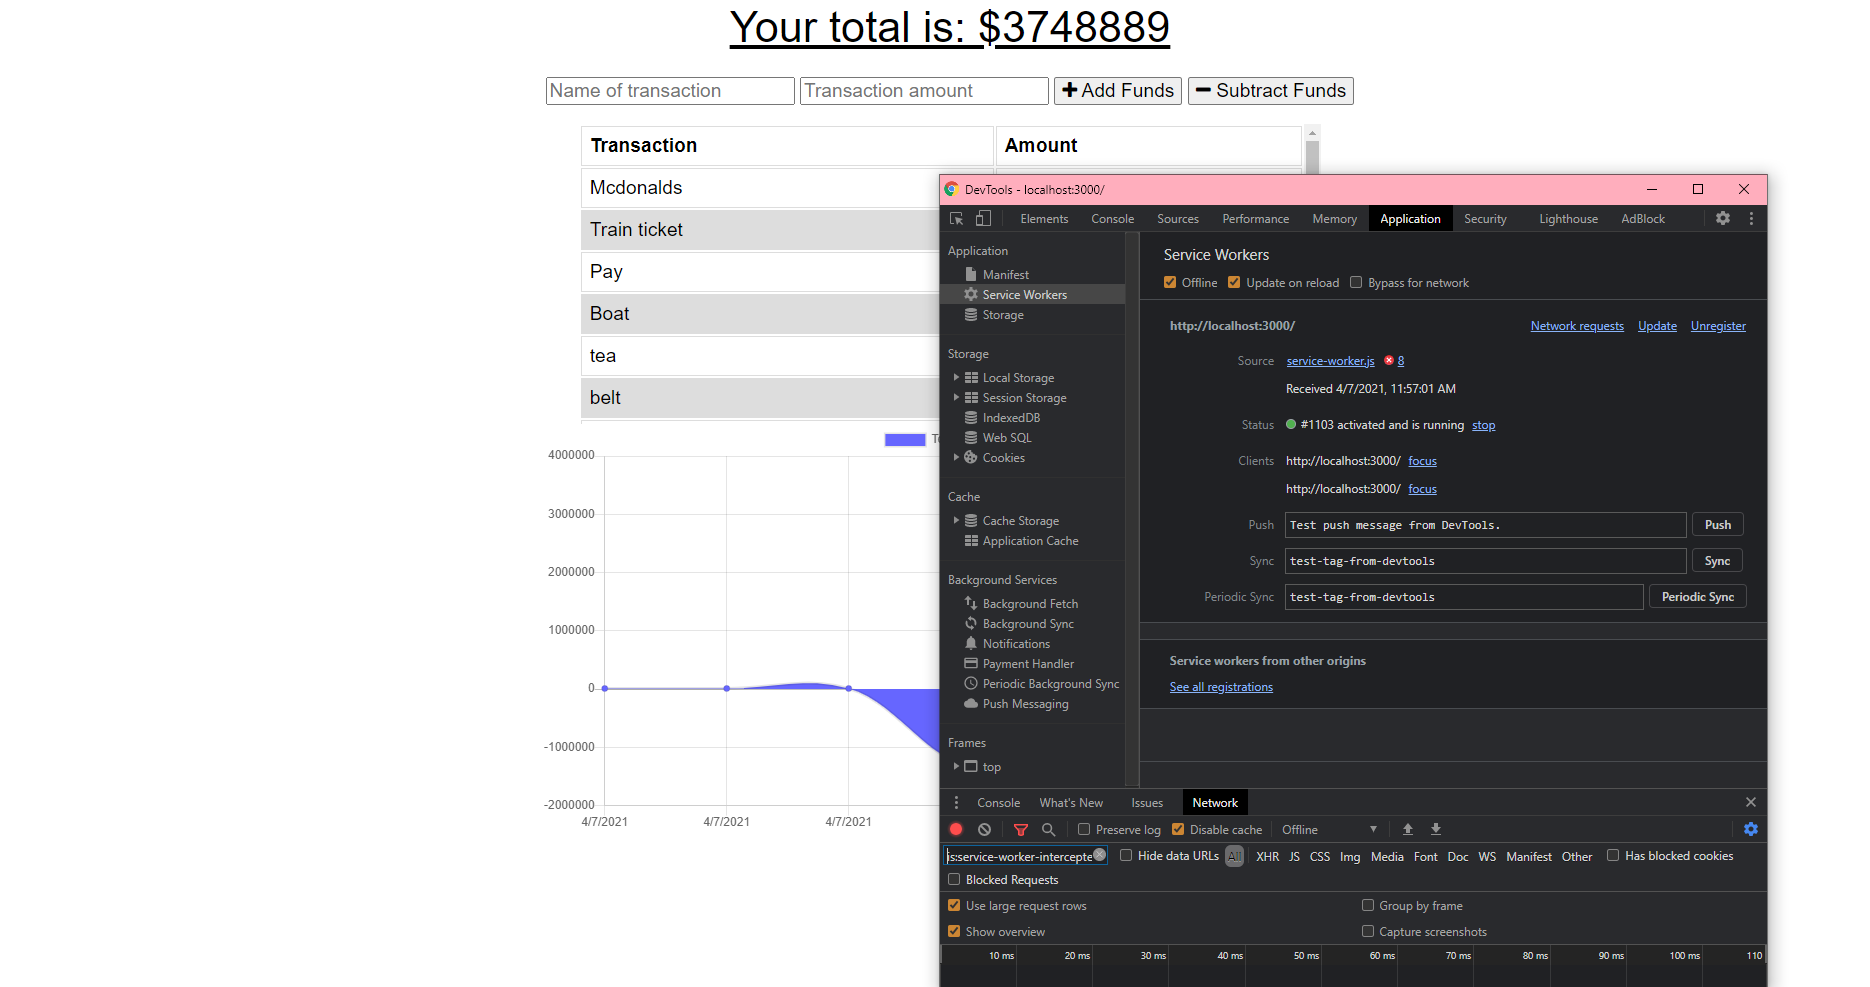 Your total is: $3748889
Name of transaction Transaction amount Add Funds Subtract Funds
Transaction Amount
Mcdonalds
Train ticket
Pay
Boat
tea
belt
4000000
3000000
2000000
1000000
0
-1000000
-2000000
4/7/2021 4/7/2021 4/7/2021
DevTools - localhost:3000/
Elements Console Sources Performance Memory Application Security Lighthouse AdBlock
Application
Manifest
Service Workers
Storage
Storage
Local Storage
Session Storage
IndexedDB
Web SQL
Cookies
Cache
Cache Storage
Application Cache
Background Services
Background Fetch
Background Sync
Notifications
Payment Handler
Periodic Background Sync
Push Messaging
Frames
top
Service Workers
Offline Update on reload Bypass for network
http://localhost:3000/ Network requests Update Unregister
Source service-worker.js 8
Received 4/7/2021, 11:57:01 AM
Status #1103 activated and is running stop
Clients http://localhost:3000/ focus
http://localhost:3000/ focus
Push Test push message from DevTools. Push
Sync test-tag-from-devtools Sync
Periodic Sync test-tag-from-devtools Periodic Sync
Service workers from other origins
See all registrations
Console What's New Issues Network
Preserve log Disable cache Offline
is:service-worker-intercepte Hide data URLs All XHR JS CSS Img Media Font Doc WS Manifest Other Has blocked cookies
Blocked Requests
Use large request rows Group by frame
Show overview Capture screenshots
10 ms 20 ms 30 ms 40 ms 50 ms 60 ms 70 ms 80 ms 90 ms 100 ms 110